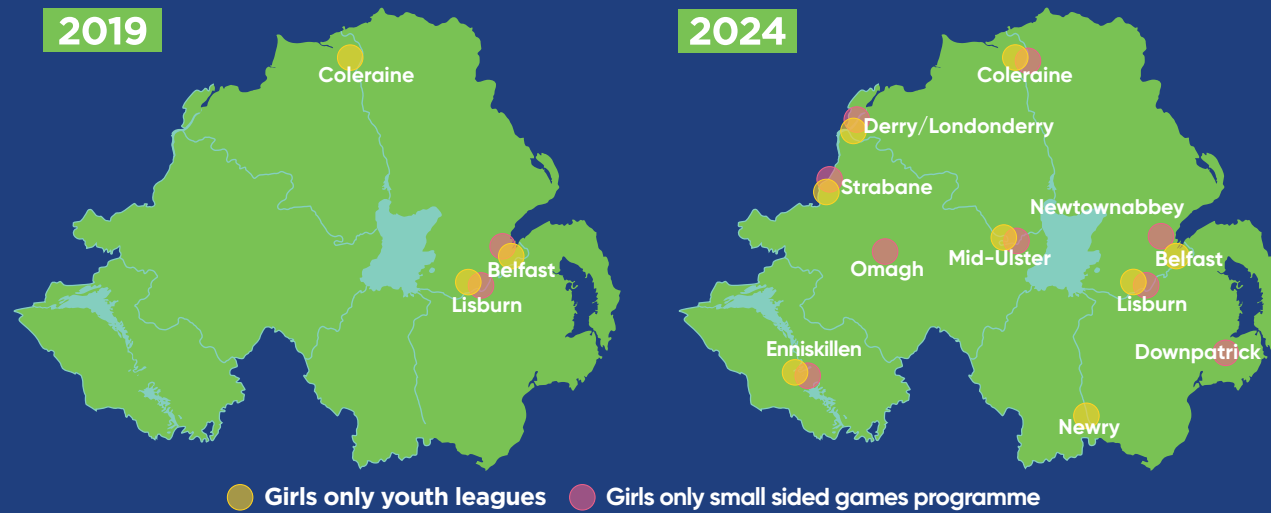 2019
Coleraine
Belfast
Lisburn
2024
Coleraine
Derry/Londonderry
Strabane
Newtownabbey
Omagh
Mid-Ulster
Belfast
Lisburn
Enniskillen
Downpatrick
Newry
Girls only youth leagues
Girls only small sided games programme